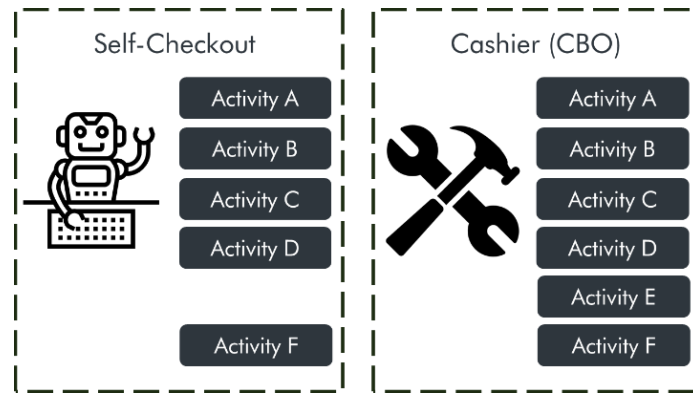 Self-Checkout
Activity A
Activity B
Activity C
Activity D
Activity F
Cashier (CBO)
Activity A
Activity B
Activity C
Activity D
Activity E
Activity F